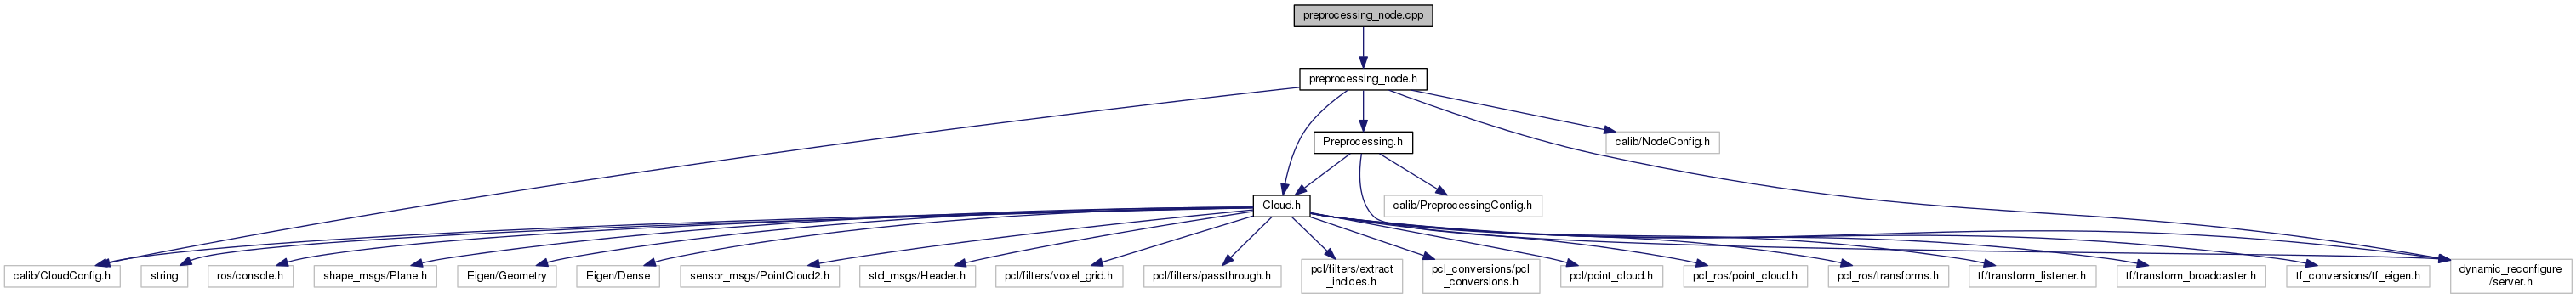 preprocessing_node.cpp
preprocessing_node.h
Preprocessing.h
calib/NodeConfig.h
Cloud.h
calib/PreprocessingConfig.h
calib/CloudConfig.h
string
ros/console.h
shape_msgs/Plane.h
Eigen/Geometry
Eigen/Dense
sensor_msgs/PointCloud2.h
std_msgs/Header.h
pcl/filters/voxel_grid.h
pcl/filters/passthrough.h
pcl/filters/extract
_indices.h
pcl_conversions/pcl
_conversions.h
pcl/point_cloud.h
pcl_ros/point_cloud.h
pcl_ros/transforms.h
tf/transform_listener.h
tf/transform_broadcaster.h
tf_conversions/tf_eigen.h
dynamic_reconfigure
/server.h